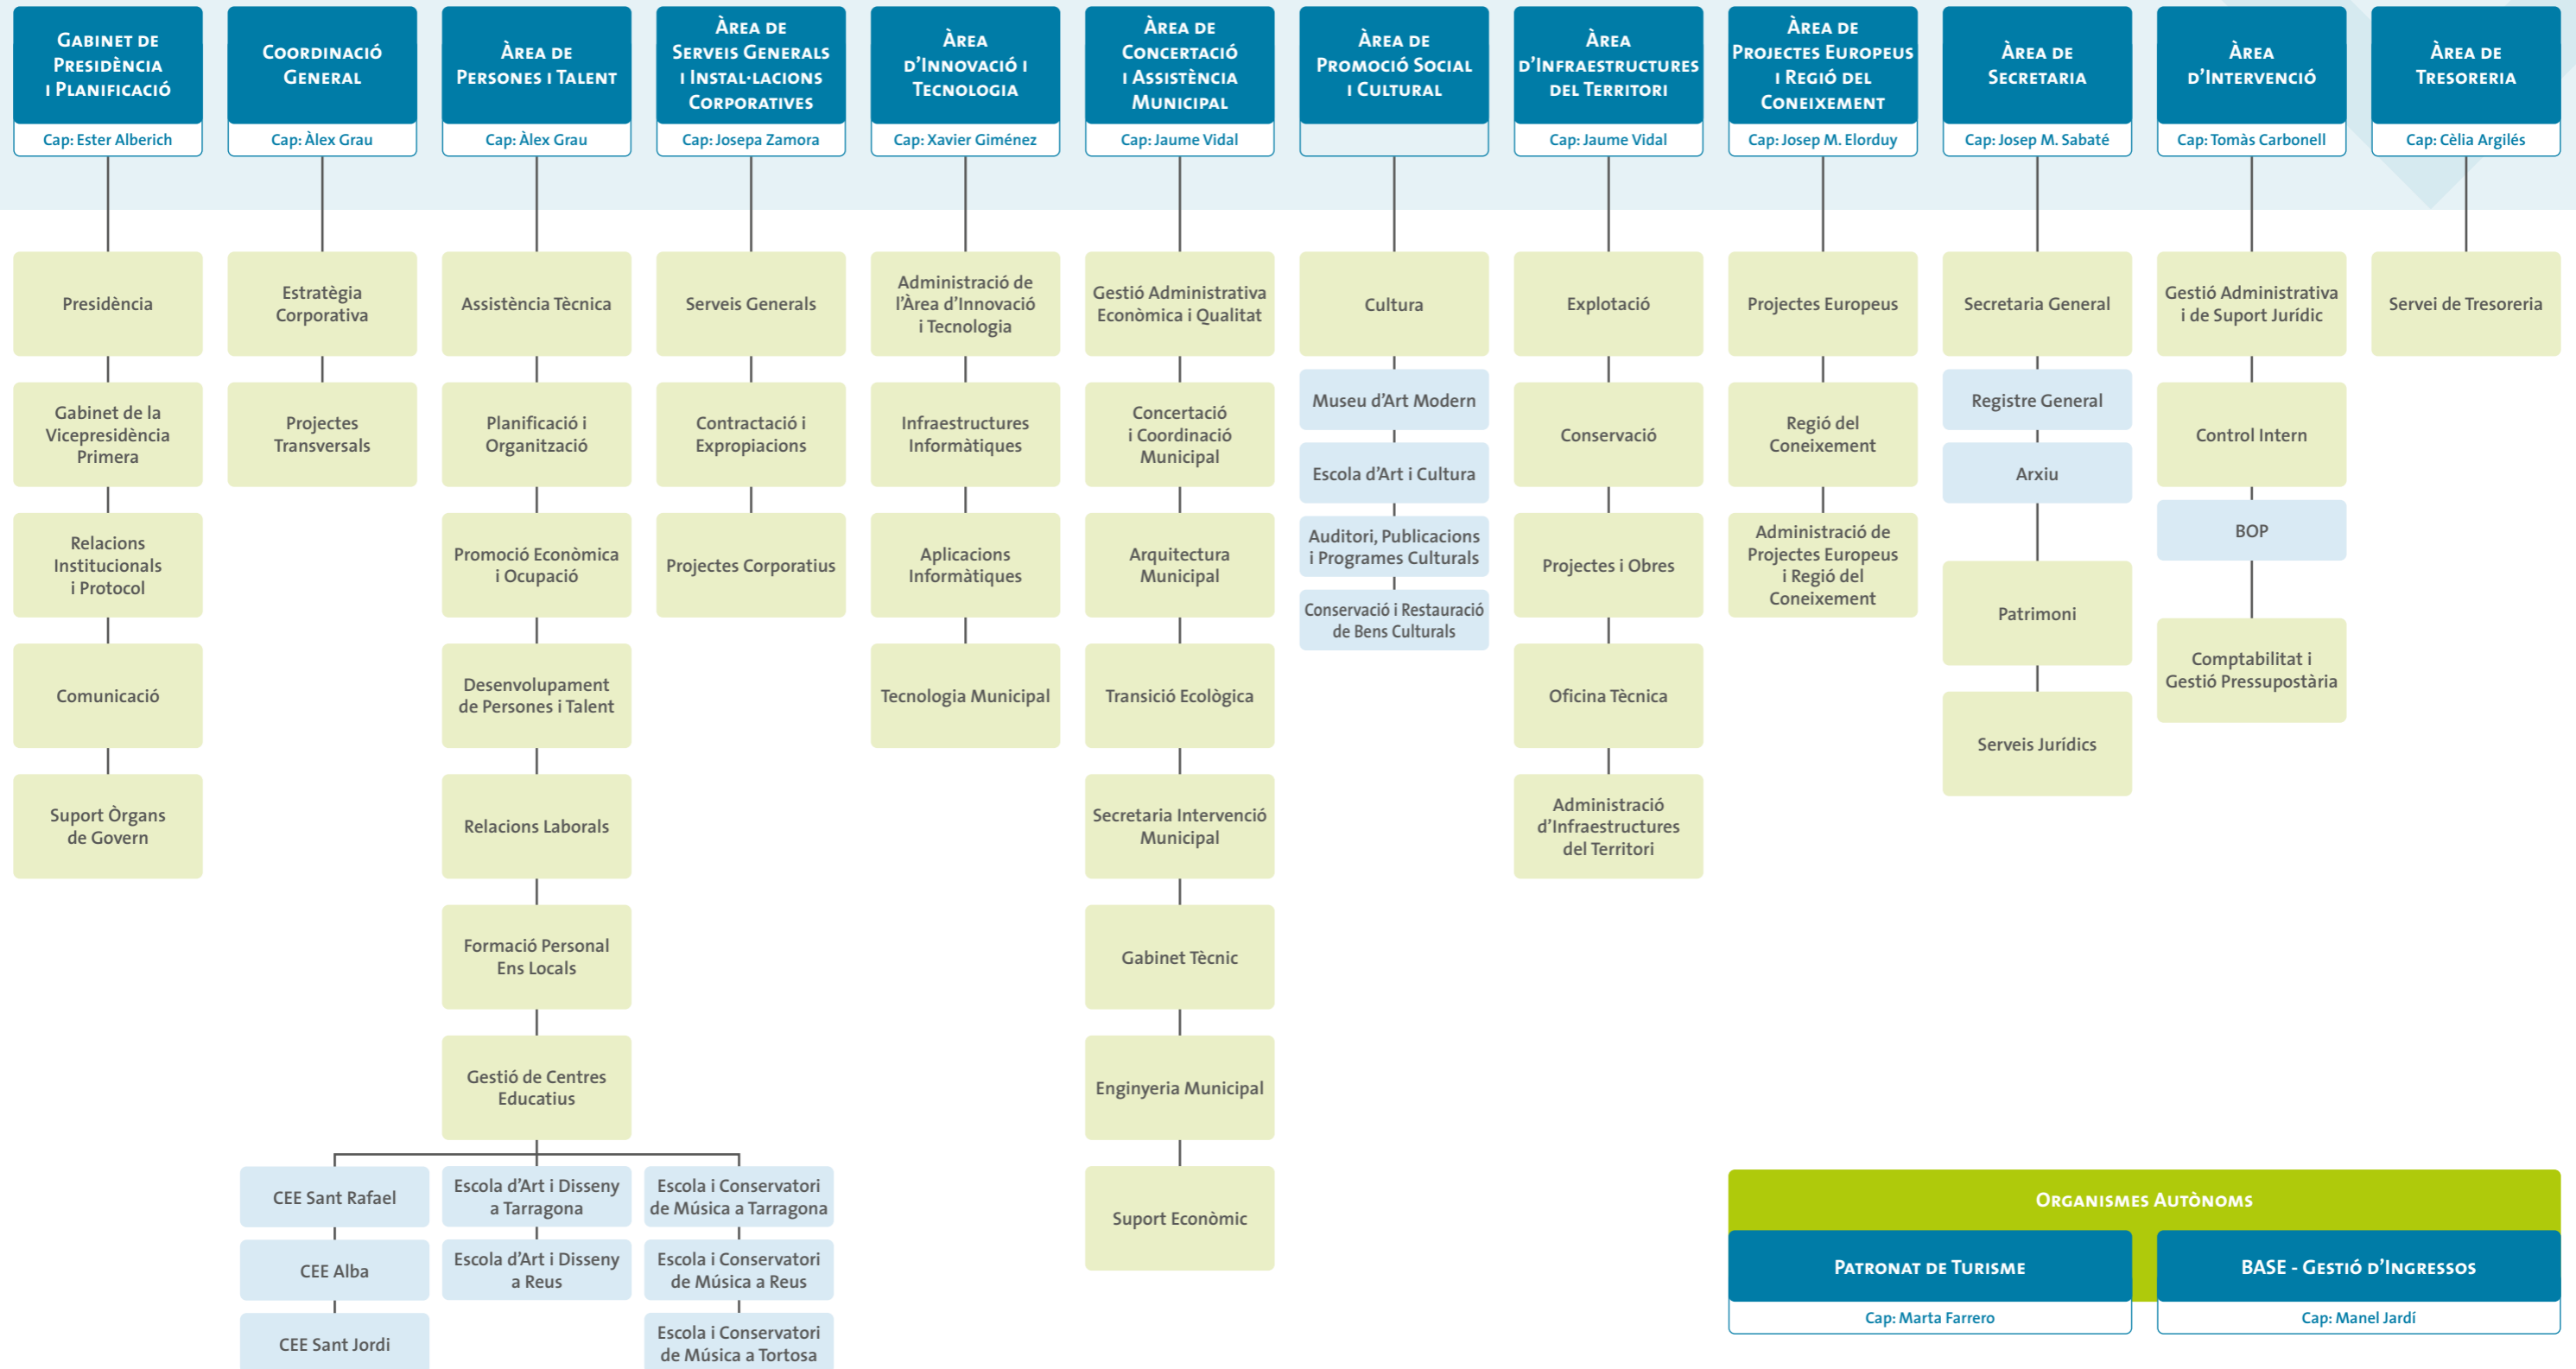 Gabinet de
Presidència
i Planificació
Cap: Ester Alberich
Presidència
Gabinet de la
Vicepresidència
Primera
Relacions
Institucionals
i Protocol
Comunicació
Suport Òrgans
de Govern
Coordinació
General
Cap: Àlex Grau
Estratègia
Corporativa
Projectes
Transversals
Àrea de
Persones i Talent
Cap: Àlex Grau
Assistència Tècnica
Planificació i
Organització
Promoció Econòmica
i Ocupació
Desenvolupament
de Persones i Talent
Relacions Laborals
Formació Personal
Ens Locals
Gestió de Centres
Educatius
CEE Sant Rafael
CEE Alba
CEE Sant Jordi
Escola d'Art i Disseny
a Tarragona
Escola d'Art i Disseny
a Reus
Escola i Conservatori
de Música a Tarragona
Escola i Conservatori
de Música a Reus
Escola i Conservatori
de Música a Tortosa
Àrea de
Serveis Generals
i Instal·lacions
Corporatives
Cap: Josepa Zamora
Serveis Generals
Contractació i
Expropiacions
Projectes Corporatius
Àrea
d'Innovació i
Tecnologia
Cap: Xavier Giménez
Administració de
l'Àrea d'Innovació
i Tecnologia
Infraestructures
Informàtiques
Aplicacions
Informàtiques
Tecnologia Municipal
Àrea de
Concertació
i Assistència
Municipal
Cap: Jaume Vidal
Gestió Administrativa
Econòmica i Qualitat
Concertació
i Coordinació
Municipal
Arquitectura
Municipal
Transició Ecològica
Secretaria Intervenció
Municipal
Gabinet Tècnic
Enginyeria Municipal
Suport Econòmic
Àrea de
Promoció Social
i Cultural
Cultura
Museu d'Art Modern
Escola d'Art i Cultura
Auditori, Publicacions
i Programes Culturals
Conservació i Restauració
de Bens Culturals
Àrea
d'Infraestructures
del Territori
Cap: Jaume Vidal
Explotació
Conservació
Projectes i Obres
Oficina Tècnica
Administració
d'Infraestructures
del Territori
Àrea de
Projectes Europeus
i Regió del
Coneixement
Cap: Josep M. Elorduy
Projectes Europeus
Regió del
Coneixement
Administració de
Projectes Europeus
i Regió del
Coneixement
Àrea de
Secretaria
Cap: Josep M. Sabaté
Secretaria General
Registre General
Arxiu
Patrimoni
Serveis Jurídics
Àrea
d'Intervenció
Cap: Tomàs Carbonell
Gestió Administrativa
i de Suport Jurídic
Control Intern
BOP
Comptabilitat i
Gestió Pressupostària
Àrea de
Tresoreria
Cap: Cèlia Argilés
Servei de Tresoreria
Organismes Autònoms
Patronat de Turisme
Cap: Marta Farrero
BASE - Gestió d'Ingressos
Cap: Manel Jardí